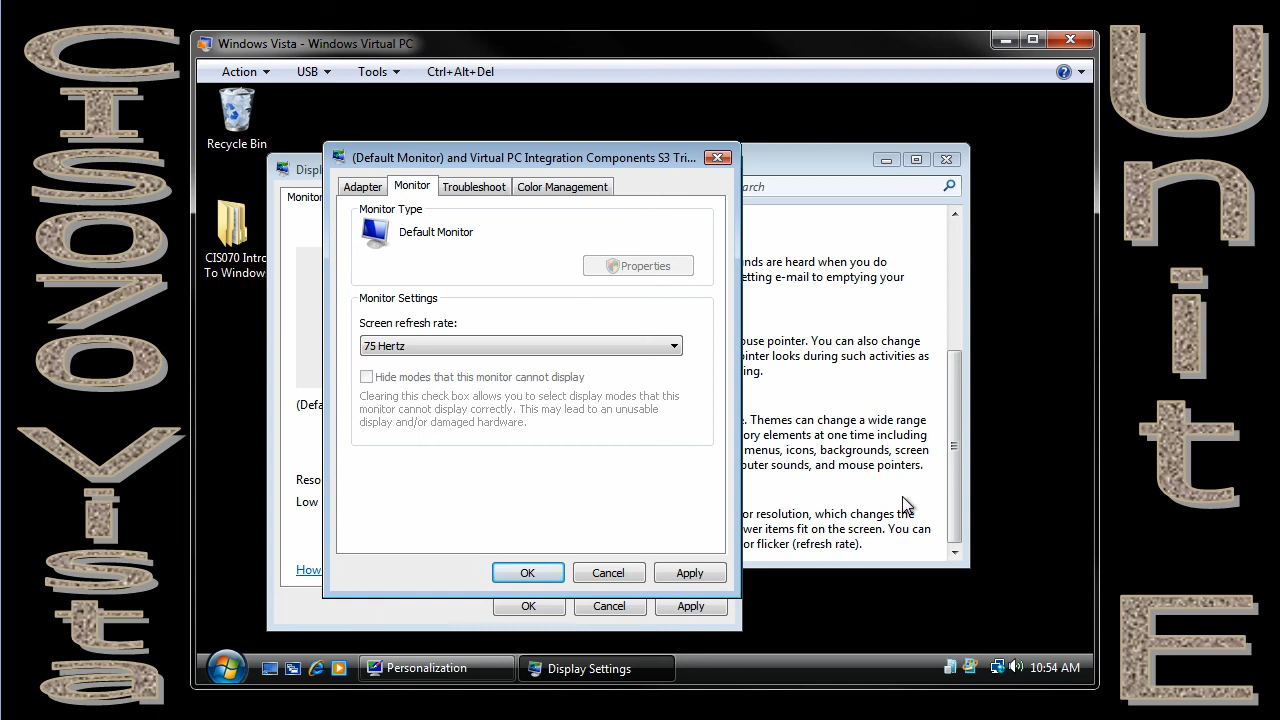 CIS070 Vista
Windows Vista - Windows Virtual PC
Action USB Tools Ctrl+Alt+Del
Recycle Bin
CIS070 Intro
To Window
Displ
Monitor
(Defa
Reso
Low
How
OK Cancel Apply
(Default Monitor) and Virtual PC Integration Components S3 Tri...
Adapter Monitor Troubleshoot Color Management
Monitor Type
Default Monitor
Properties
Monitor Settings
Screen refresh rate:
75 Hertz
Hide modes that this monitor cannot display
Clearing this check box allows you to select display modes that this
monitor cannot display correctly. This may lead to an unusable
display and/or damaged hardware.
OK Cancel Apply
arch
nds are heard when you do
etting e-mail to emptying your
ouse pointer. You can also change
ointer looks during such activities as
ing.
e. Themes can change a wide range
ory elements at one time including
menus, icons, backgrounds, screen
puter sounds, and mouse pointers.
or resolution, which changes the
wer items fit on the screen. You can
or flicker (refresh rate).
Personalization Display Settings 10:54 AM
Unit E